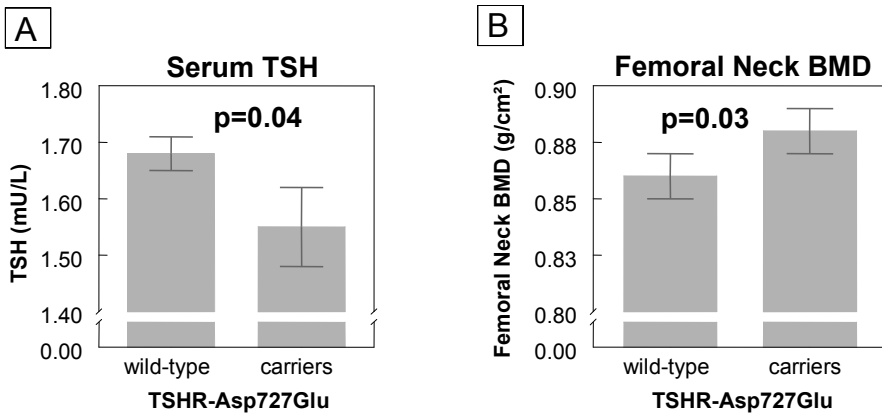 A
Serum TSH
p=0.04
TSH (mU/L)
1.80
1.70
1.60
1.50
1.40
0.00
wild-type carriers
TSHR-Asp727Glu
B
Femoral Neck BMD
p=0.03
Femoral Neck BMD (g/cm²)
0.90
0.88
0.85
0.83
0.80
0.00
wild-type carriers
TSHR-Asp727Glu